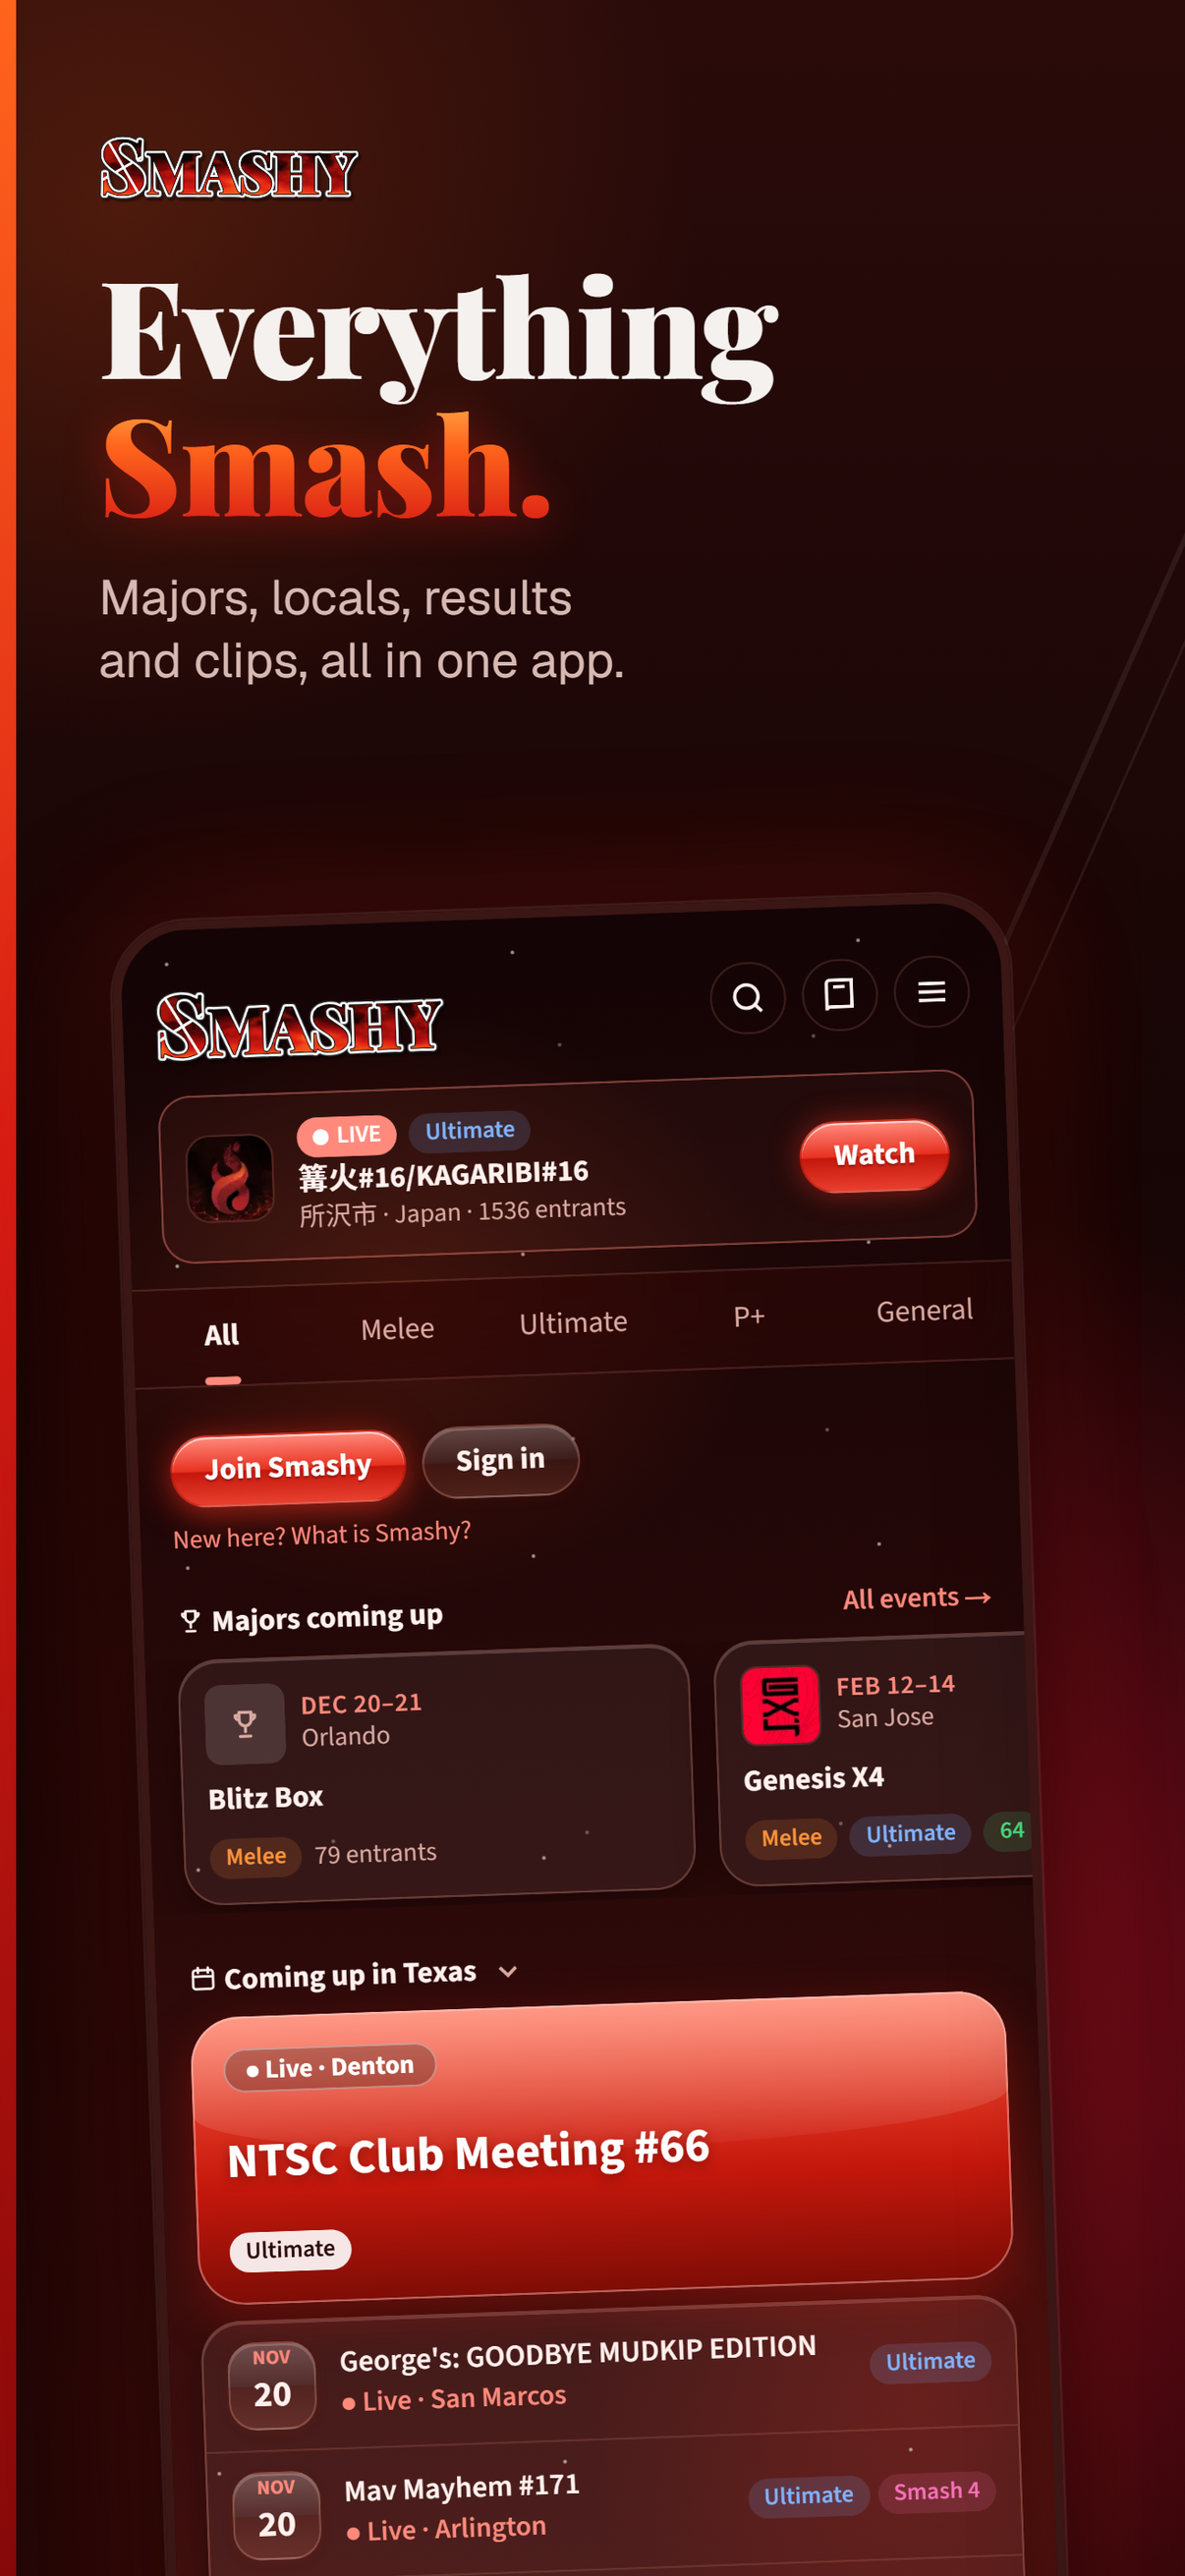 SMASHY
Everything
Smash.
Majors, locals, results
and clips, all in one app.
SMASHY
LIVE
Ultimate
篝火#16/KAGARIBI#16
所沢市 · Japan · 1536 entrants
Watch
All
Melee
Ultimate
P+
General
Join Smashy
Sign in
New here? What is Smashy?
Majors coming up
All events →
DEC 20–21
Orlando
Blitz Box
Melee
79 entrants
FEB 12–14
San Jose
Genesis X4
Melee
Ultimate
64
Coming up in Texas
Live · Denton
NTSC Club Meeting #66
Ultimate
NOV
20
George's: GOODBYE MUDKIP EDITION
Live · San Marcos
Ultimate
NOV
20
Mav Mayhem #171
Live · Arlington
Ultimate
Smash 4